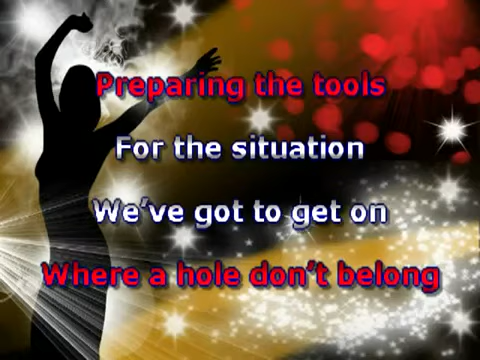 Preparing the tools
For the situation
We've got to get on
Where a hole don't belong